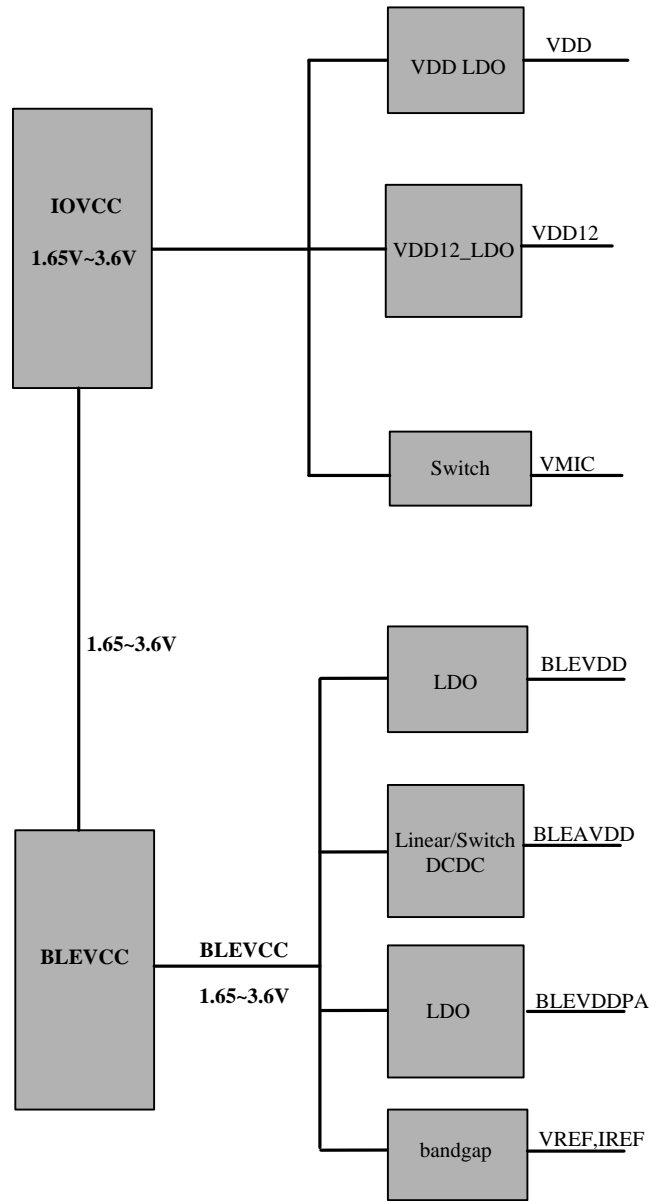 VDD
VDD LDO
IOVCC
1.65V~3.6V
VDD12
VDD12_LDO
Switch
VMIC
1.65~3.6V
BLEVDD
LDO
Linear/Switch
DCDC
BLEAVDD
BLEVCC
BLEVCC
1.65~3.6V
LDO
BLEVDDPA
bandgap
VREF,IREF